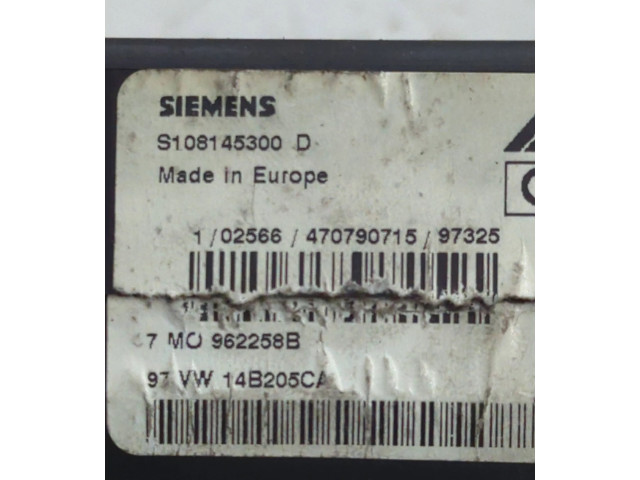 SIEMENS
S108145300 D
Made in Europe
1/02566/470790715/97325
7 MO 962258B
97 VW 14B205CA